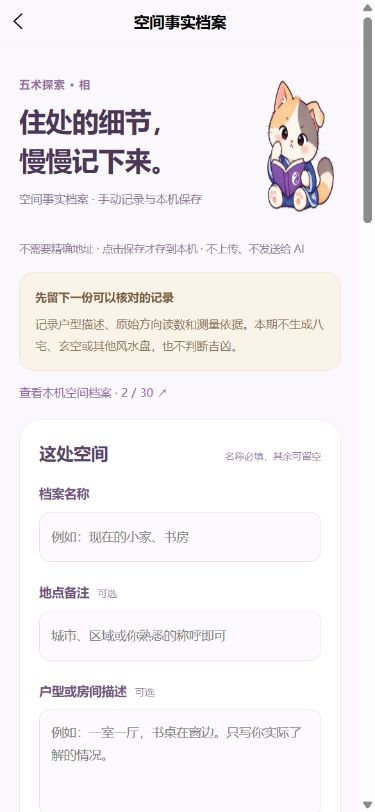 空间事实档案
五术探索 · 相
住处的细节，
慢慢记下来。
空间事实档案 · 手动记录与本机保存
不需要精确地址 · 点击保存才存到本机 · 不上传、不发送给 AI
先留下一份可以核对的记录
记录户型描述、原始方向读数和测量依据。本期不生成八
宅、玄空或其他风水盘，也不判断吉凶。
查看本机空间档案 · 2 / 30 ↗
这处空间
名称必填，其余可留空
档案名称
例如：现在的小家、书房
地点备注 可选
城市、区域或你熟悉的称呼即可
户型或房间描述 可选
例如：一室一厅，书桌在窗边。只写你实际了
解的情况。